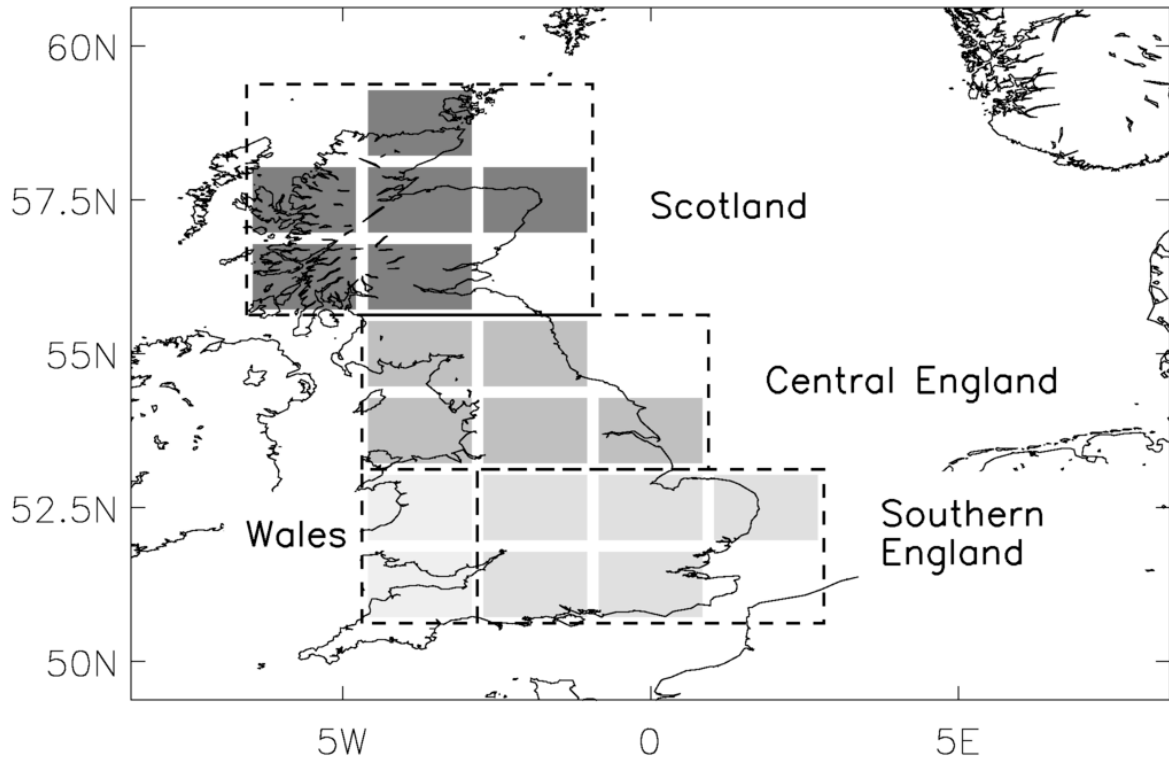 60N
57.5N
Scotland
55N
Central England
52.5N
Wales
Southern
England
50N
5W
0
5E